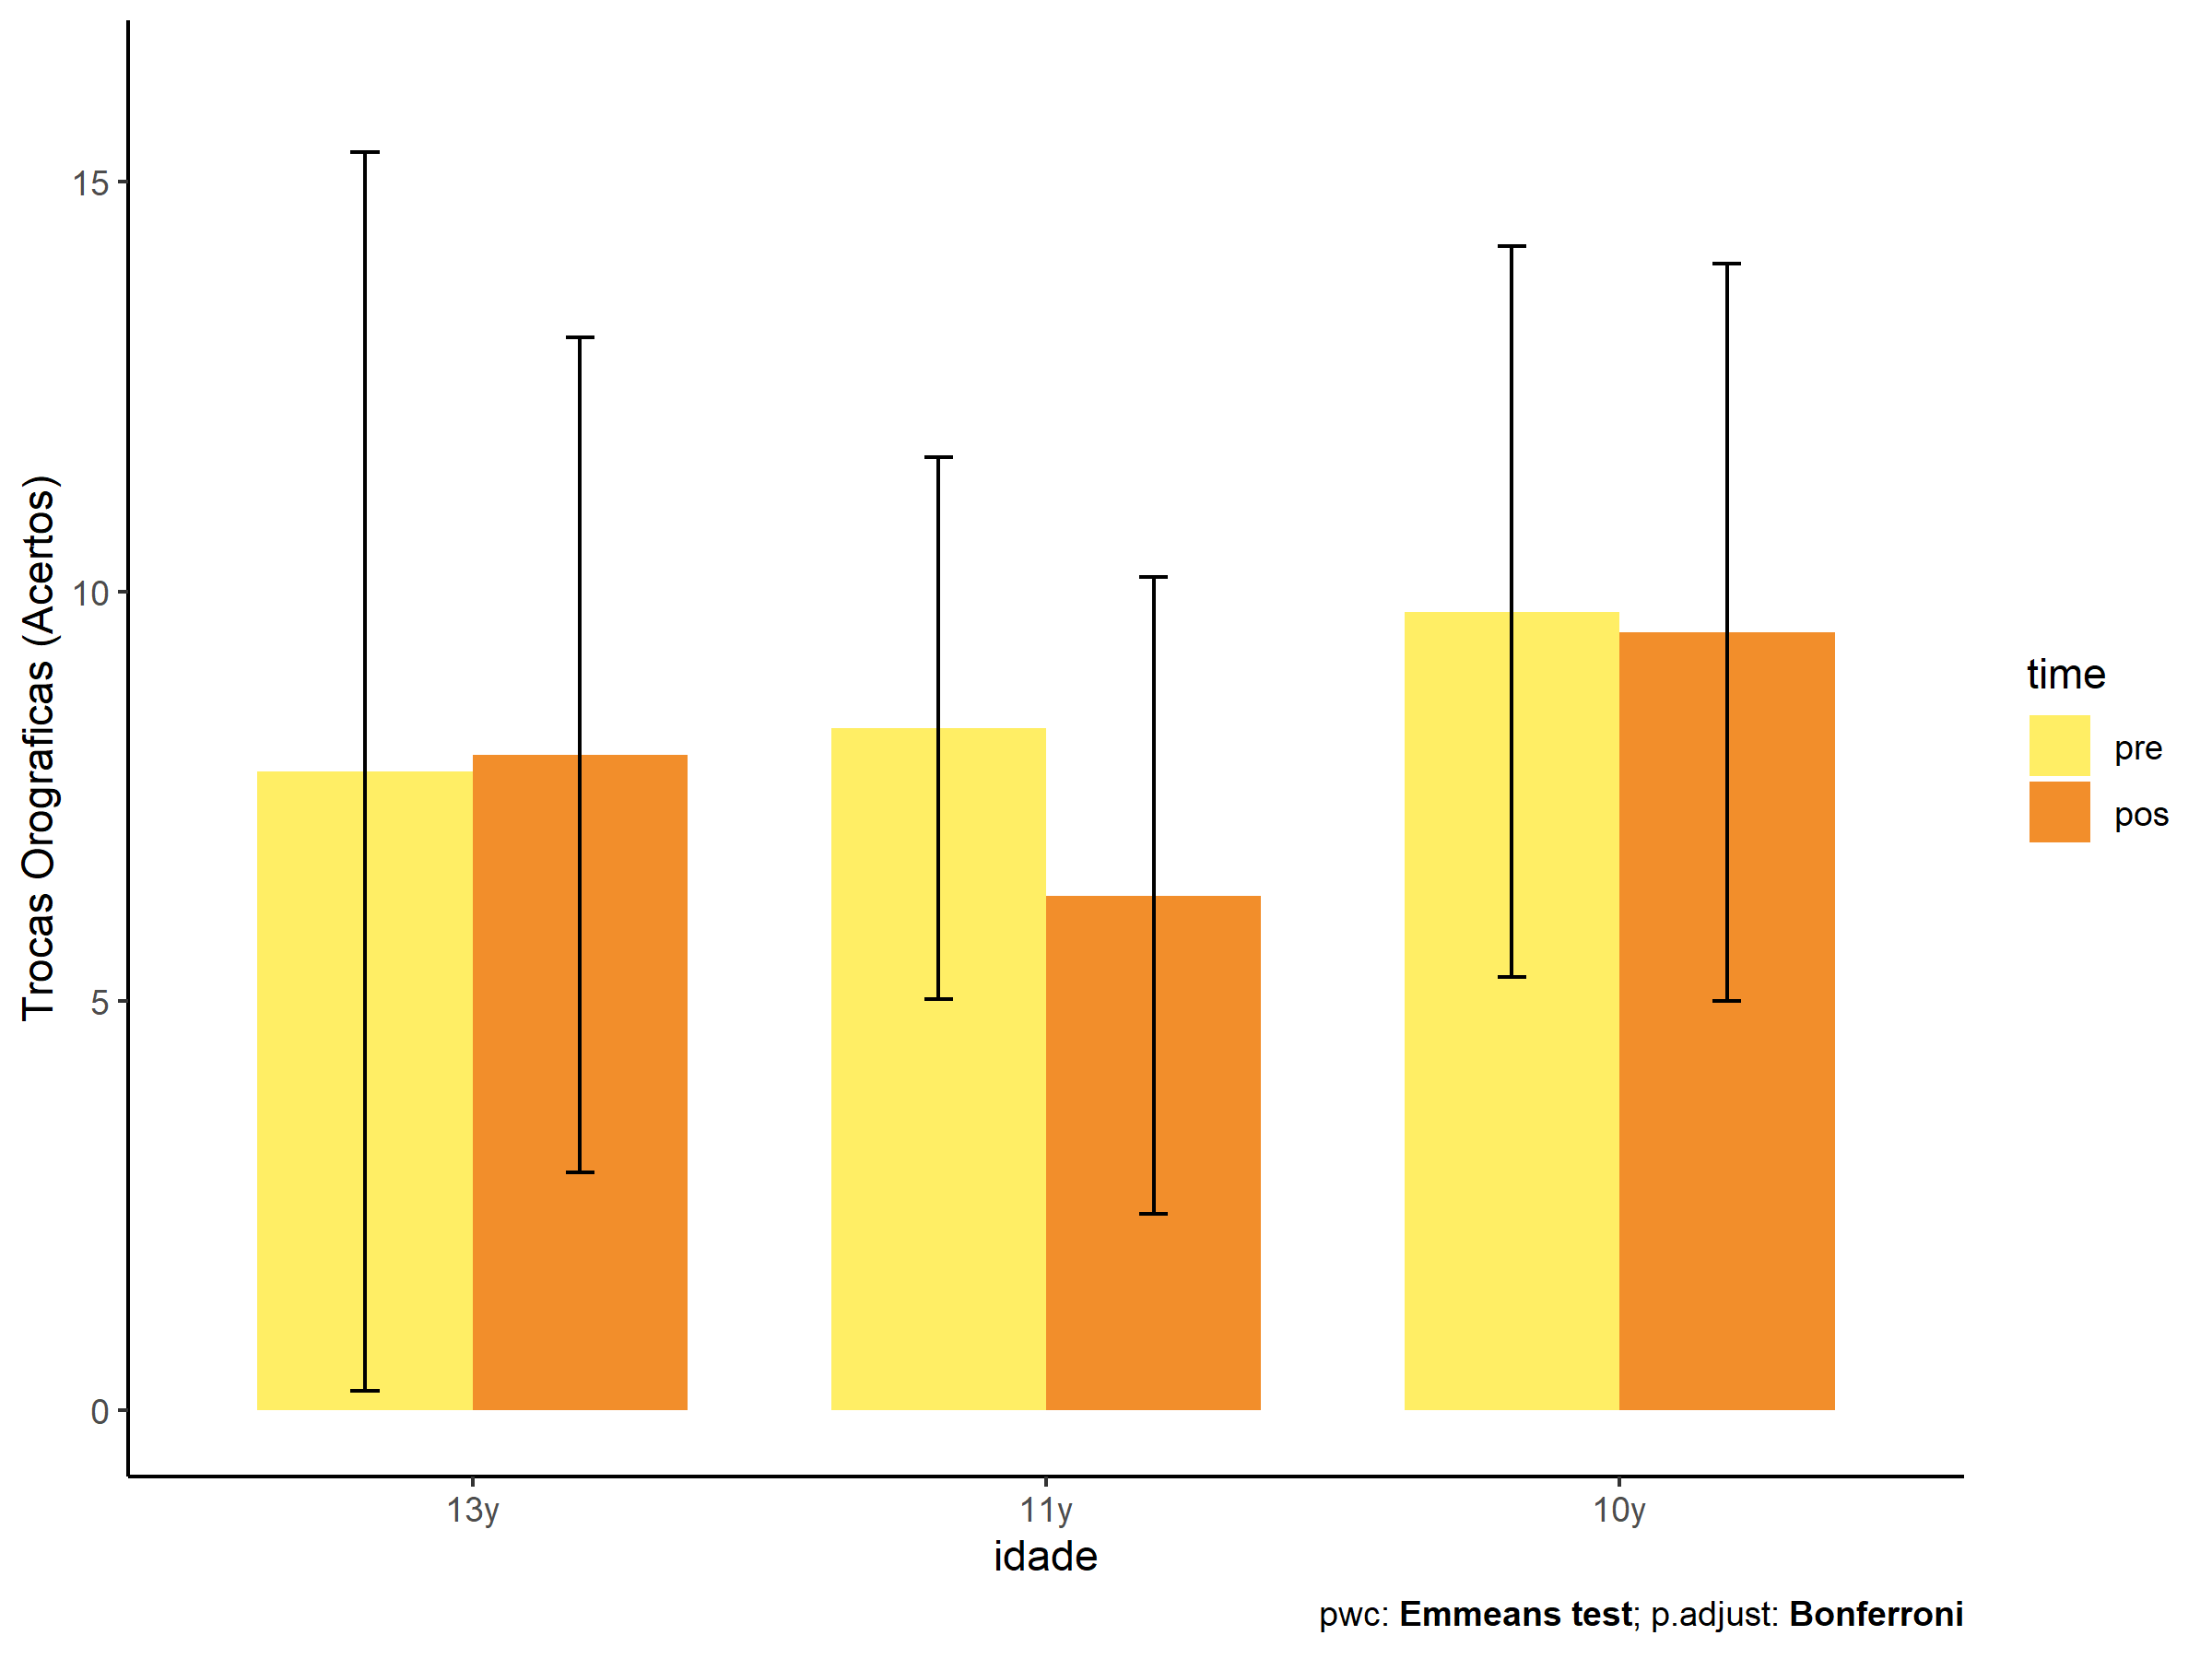 Trocas Orograficas (Acertos)
15
10
5
0
13y
11y
10y
idade
time
pre
pos
pwc: Emmeans test; p.adjust: Bonferroni